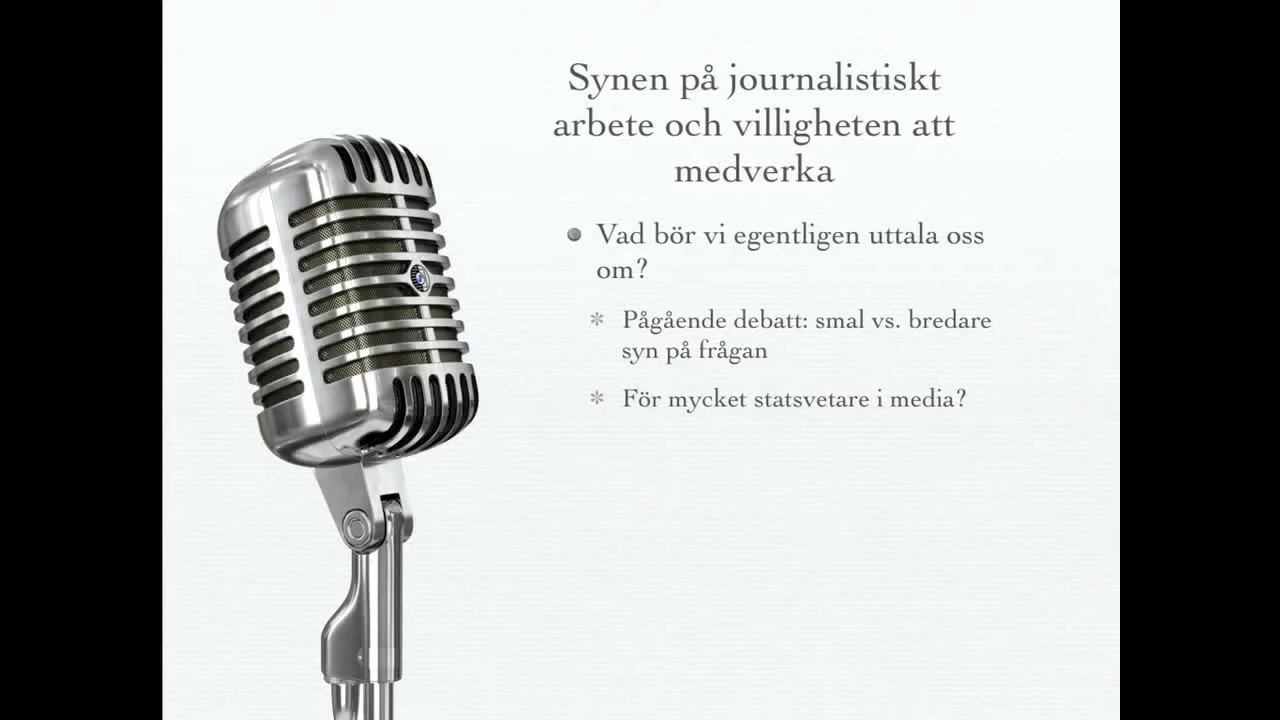 Synen på journalistiskt
arbete och villigheten att
medverka
Vad bör vi egentligen uttala oss
om?
Pågående debatt: smal vs. bredare
syn på frågan
För mycket statsvetare i media?